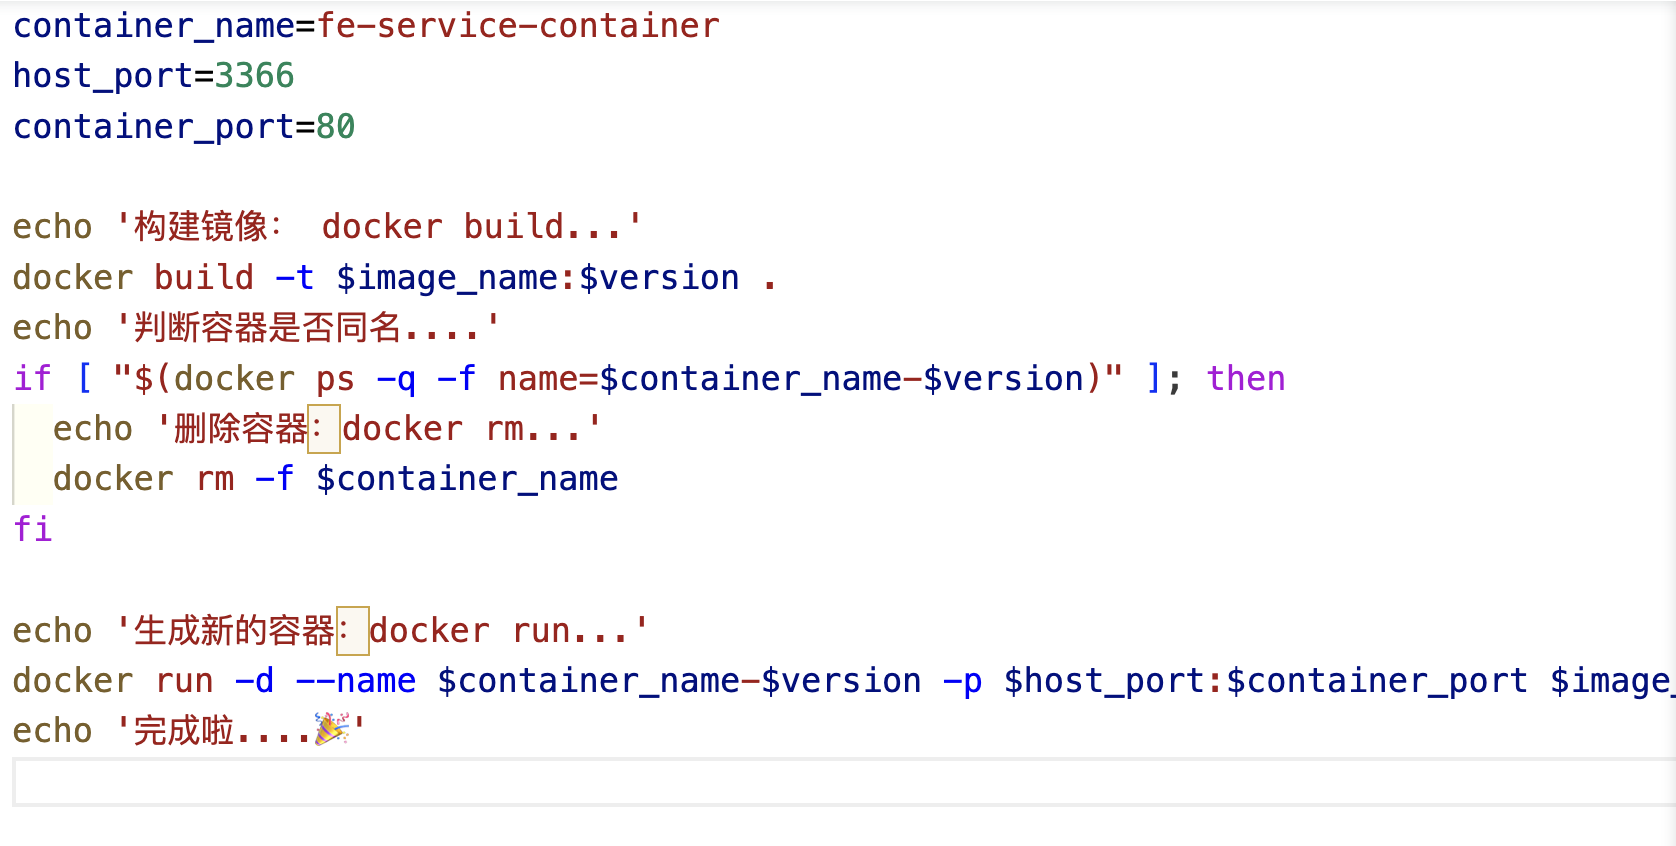 container_name=fe-service-container
host_port=3366
container_port=80
echo '构建镜像： docker build...'
docker build -t $image_name:$version .
echo '判断容器是否同名....'
if [ "$(docker ps -q -f name=$container_name-$version)" ]; then
echo '删除容器：docker rm...'
docker rm -f $container_name
fi
echo '生成新的容器：docker run...'
docker run -d --name $container_name-$version -p $host_port:$container_port $image_
echo '完成啦....🎉'